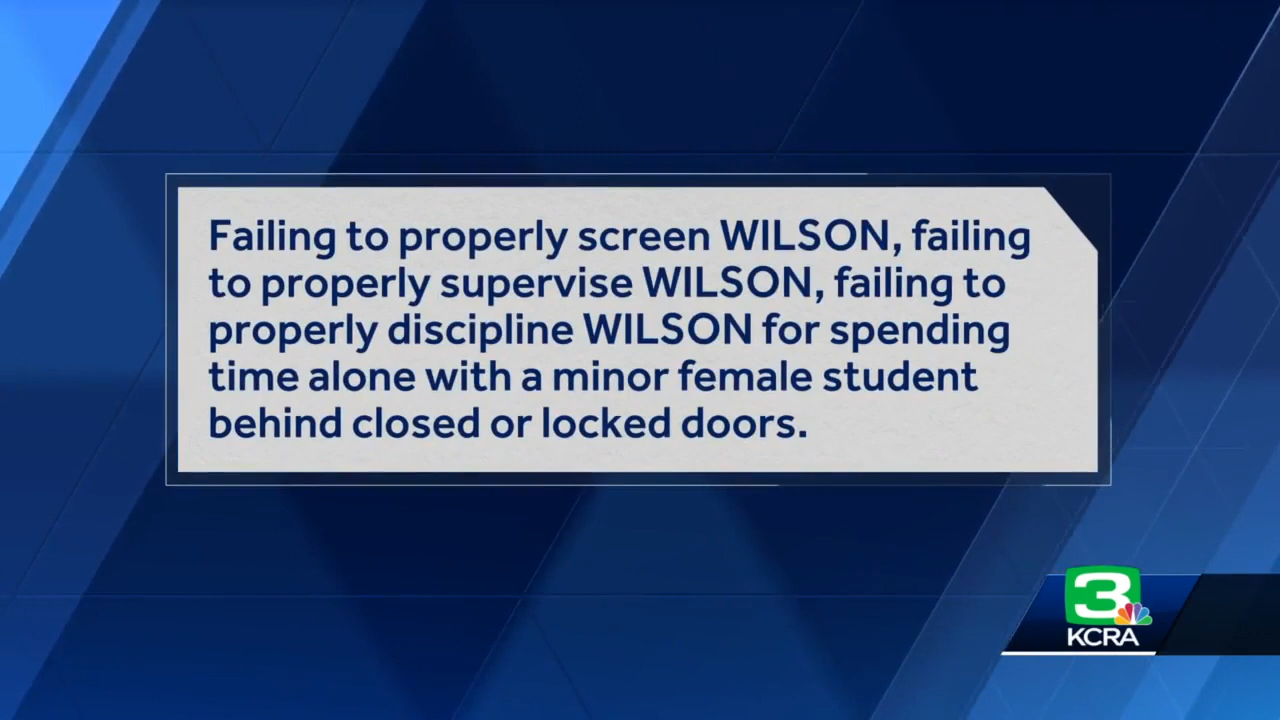 Failing to properly screen WILSON, failing
to properly supervise WILSON, failing to
properly discipline WILSON for spending
time alone with a minor female student
behind closed or locked doors.
3
KCRA